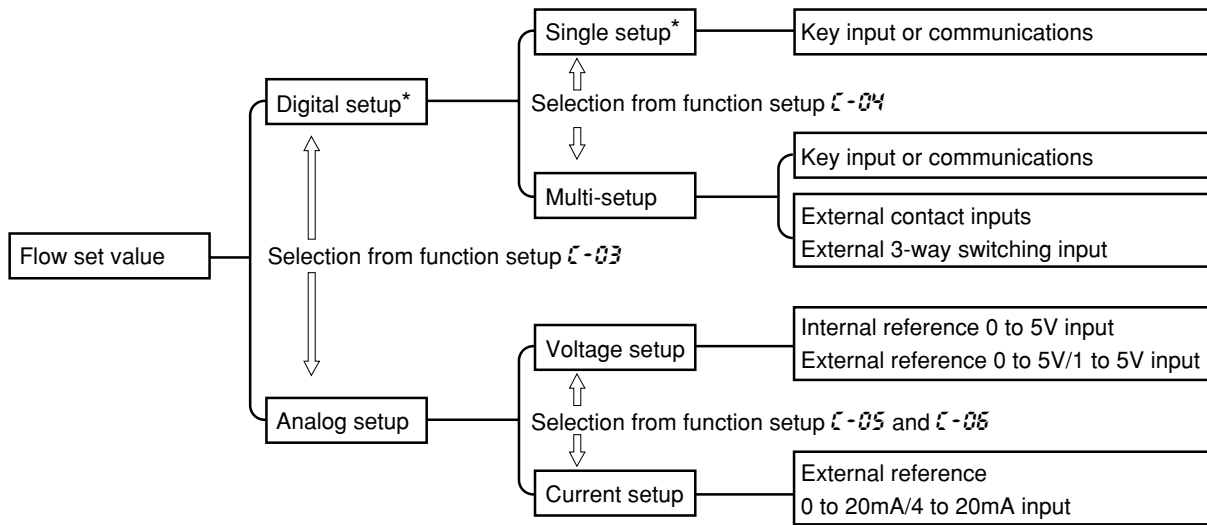 Single setup*
Key input or communications
Digital setup*
Selection from function setup C-04
Key input or communications
Multi-setup
External contact inputs
External 3-way switching input
Flow set value
Selection from function setup C-03
Internal reference 0 to 5V input
Voltage setup
External reference 0 to 5V/1 to 5V input
Analog setup
Selection from function setup C-05 and C-06
External reference
Current setup
0 to 20mA/4 to 20mA input